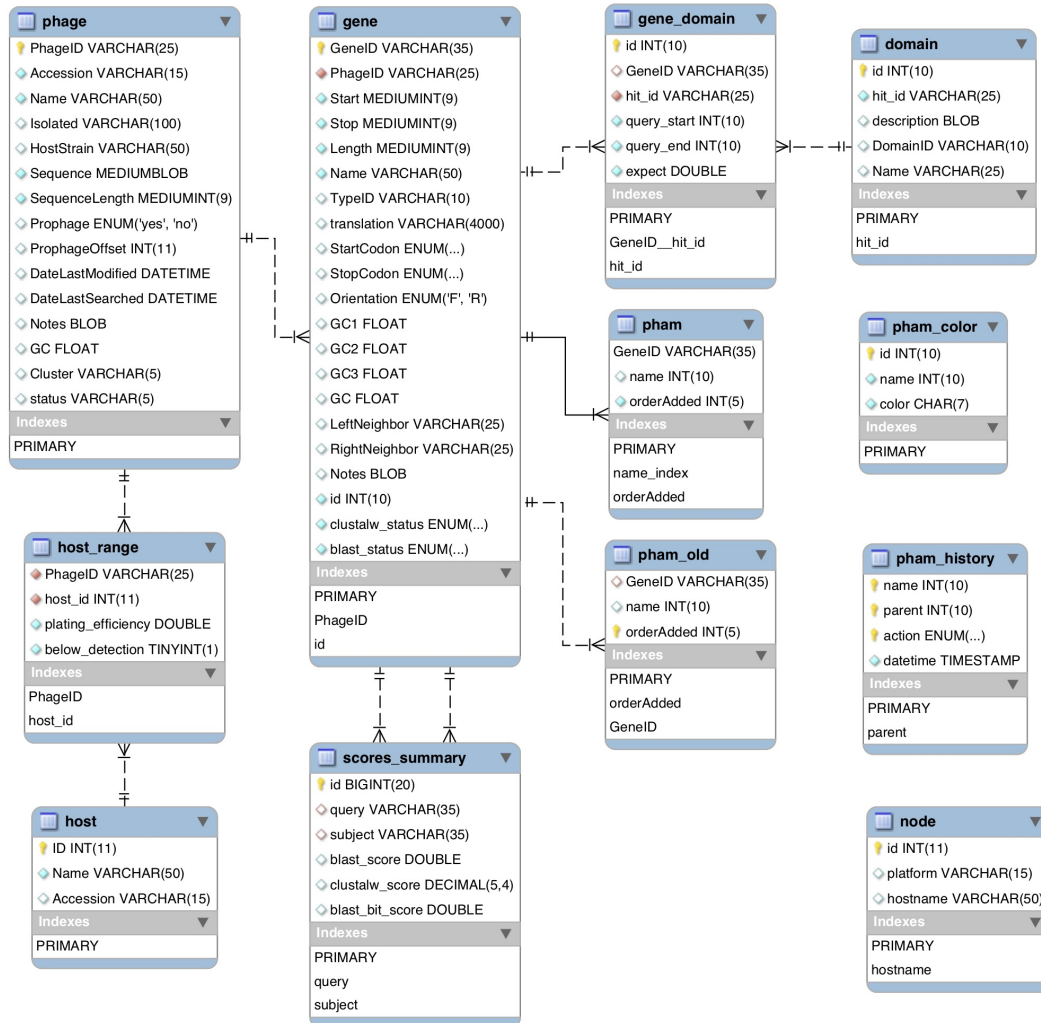 phage
PhageID VARCHAR(25)
Accession VARCHAR(15)
Name VARCHAR(50)
Isolated VARCHAR(100)
HostStrain VARCHAR(50)
Sequence MEDIUMBLOB
SequenceLength MEDIUMINT(9)
Prophage ENUM('yes', 'no')
ProphageOffset INT(11)
DateLastModified DATETIME
DateLastSearched DATETIME
Notes BLOB
GC FLOAT
Cluster VARCHAR(5)
status VARCHAR(5)
Indexes
PRIMARY
host_range
PhageID VARCHAR(25)
host_id INT(11)
plating_efficiency DOUBLE
below_detection TINYINT(1)
Indexes
PhageID
host_id
host
ID INT(11)
Name VARCHAR(50)
Accession VARCHAR(15)
Indexes
PRIMARY
gene
GeneID VARCHAR(35)
PhageID VARCHAR(25)
Start MEDIUMINT(9)
Stop MEDIUMINT(9)
Length MEDIUMINT(9)
Name VARCHAR(50)
TypeID VARCHAR(10)
translation VARCHAR(4000)
StartCodon ENUM(...)
StopCodon ENUM(...)
Orientation ENUM('F', 'R')
GC1 FLOAT
GC2 FLOAT
GC3 FLOAT
GC FLOAT
LeftNeighbor VARCHAR(25)
RightNeighbor VARCHAR(25)
Notes BLOB
id INT(10)
clustalw_status ENUM(...)
blast_status ENUM(...)
Indexes
PRIMARY
PhageID
id
scores_summary
id BIGINT(20)
query VARCHAR(35)
subject VARCHAR(35)
blast_score DOUBLE
clustalw_score DECIMAL(5,4)
blast_bit_score DOUBLE
Indexes
PRIMARY
query
subject
gene_domain
id INT(10)
GeneID VARCHAR(35)
hit_id VARCHAR(25)
query_start INT(10)
query_end INT(10)
expect DOUBLE
Indexes
PRIMARY
GeneID__hit_id
hit_id
pham
GeneID VARCHAR(35)
name INT(10)
orderAdded INT(5)
Indexes
PRIMARY
name_index
orderAdded
pham_old
GeneID VARCHAR(35)
name INT(10)
orderAdded INT(5)
Indexes
PRIMARY
orderAdded
GeneID
domain
id INT(10)
hit_id VARCHAR(25)
description BLOB
DomainID VARCHAR(10)
Name VARCHAR(25)
Indexes
PRIMARY
hit_id
pham_color
id INT(10)
name INT(10)
color CHAR(7)
Indexes
PRIMARY
pham_history
name INT(10)
parent INT(10)
action ENUM(...)
datetime TIMESTAMP
Indexes
PRIMARY
parent
node
id INT(11)
platform VARCHAR(15)
hostname VARCHAR(50)
Indexes
PRIMARY
hostname